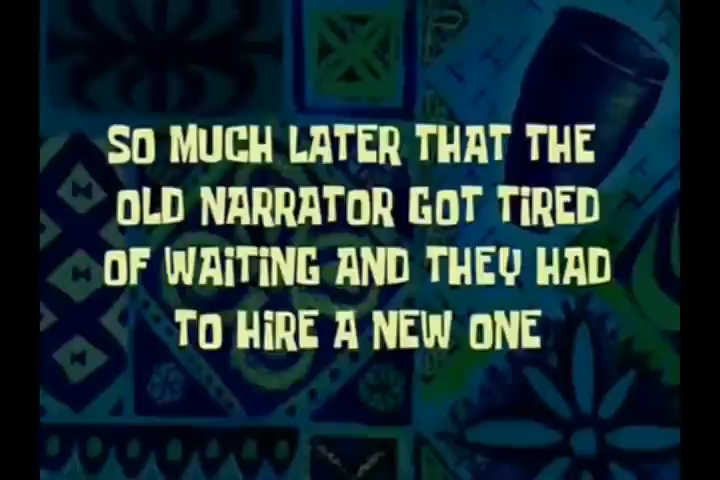 SO MUCH LATER THAT THE
OLD NARRATOR GOT TiRED
OF WAiTiNG AND THEY HAD
TO HiRE A NEW ONE